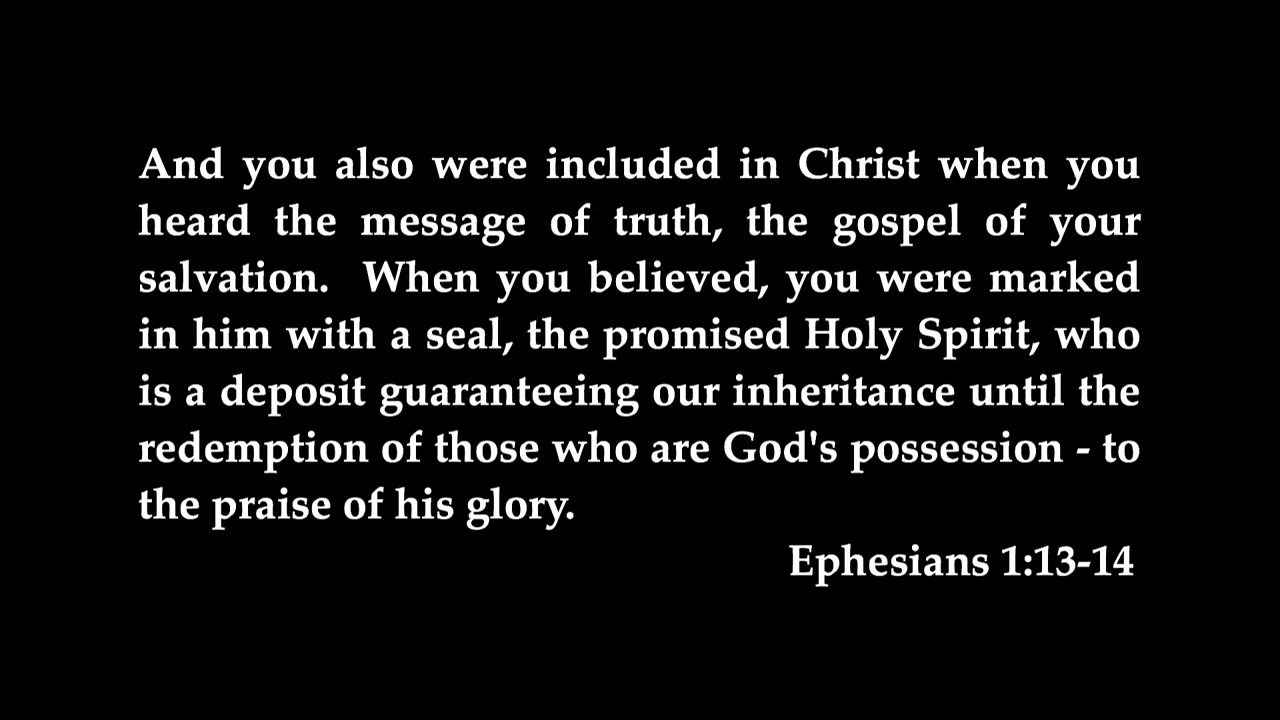 And you also were included in Christ when you
heard the message of truth, the gospel of your
salvation.  When you believed, you were marked
in him with a seal, the promised Holy Spirit, who
is a deposit guaranteeing our inheritance until the
redemption of those who are God's possession - to
the praise of his glory.
Ephesians 1:13-14